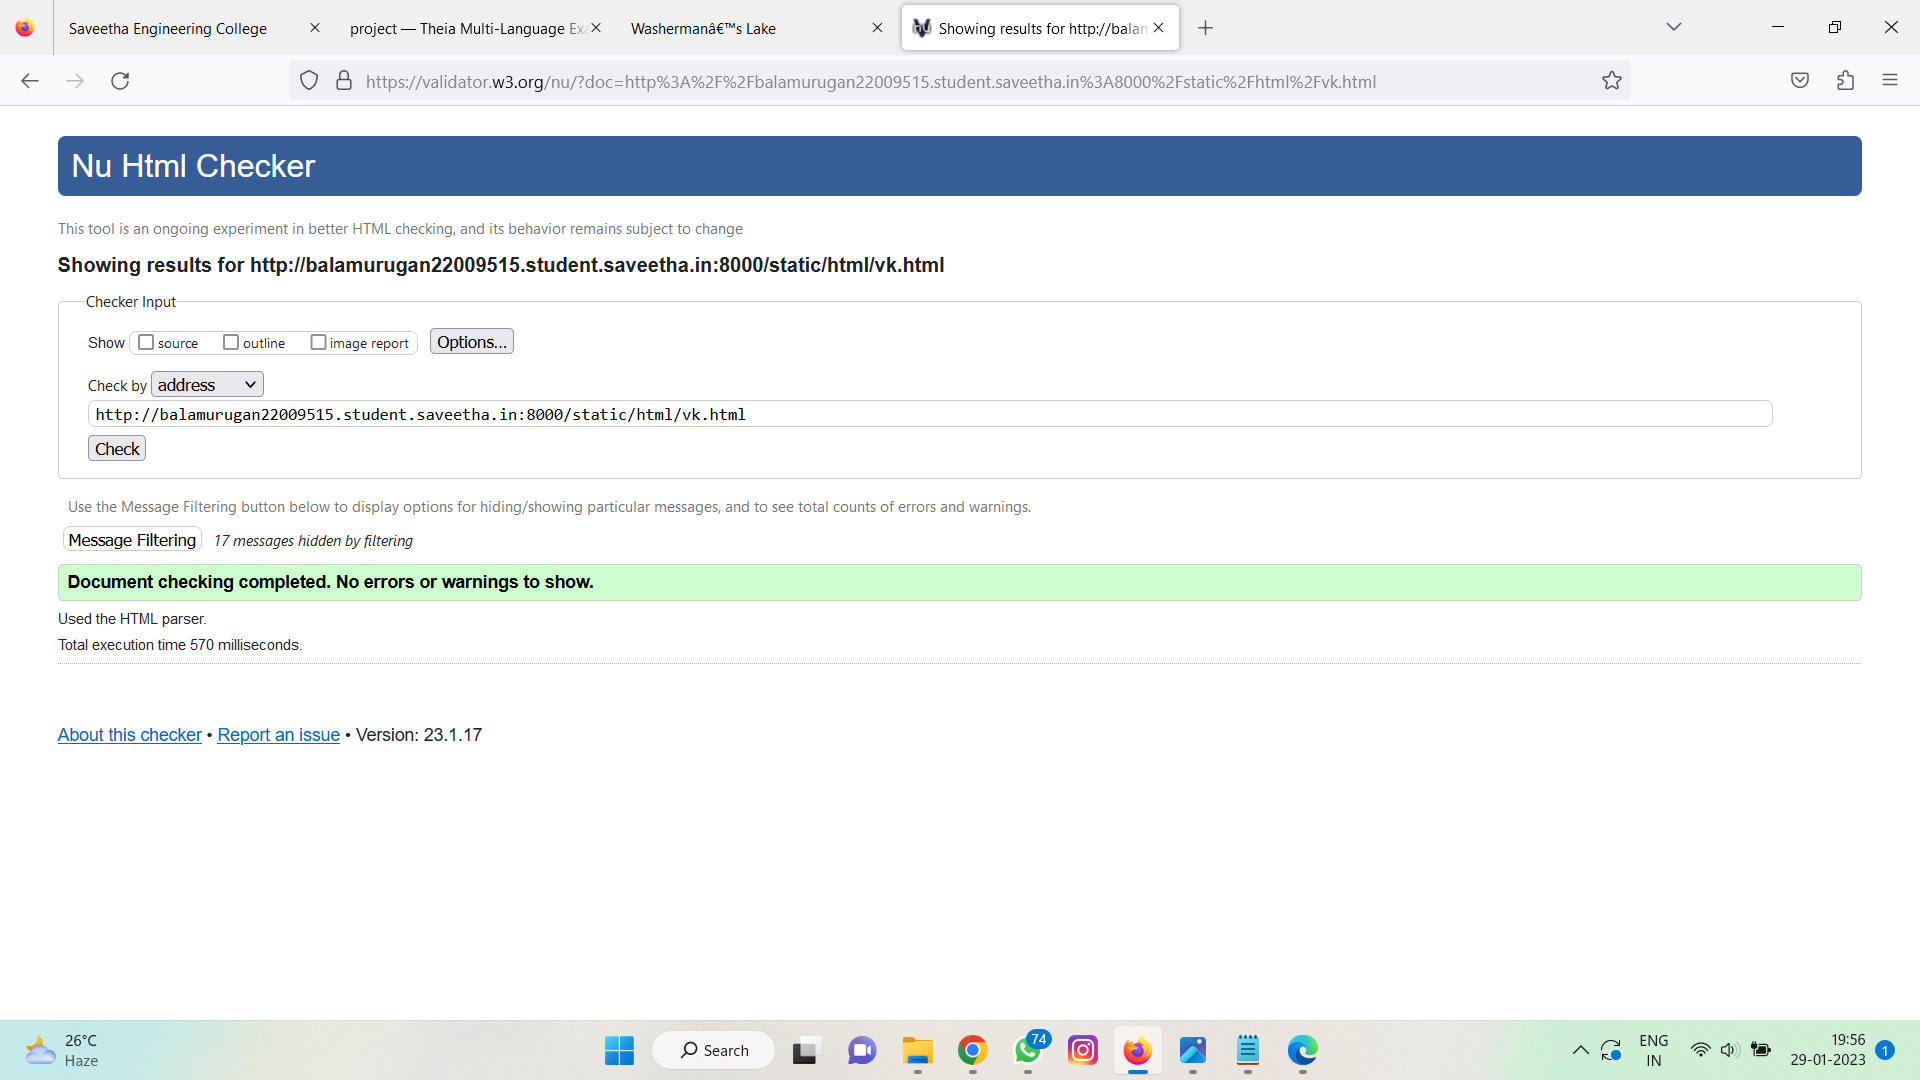 Saveetha Engineering College
project — Theia Multi-Language Exa
Washermanâ€™s Lake
Showing results for http://balam
https://validator.w3.org/nu/?doc=http%3A%2F%2Fbalamurugan22009515.student.saveetha.in%3A8000%2Fstatic%2Fhtml%2Fvk.html
Nu Html Checker
This tool is an ongoing experiment in better HTML checking, and its behavior remains subject to change
Showing results for http://balamurugan22009515.student.saveetha.in:8000/static/html/vk.html
Checker Input
Show source outline image report Options...
Check by address
http://balamurugan22009515.student.saveetha.in:8000/static/html/vk.html
Check
Use the Message Filtering button below to display options for hiding/showing particular messages, and to see total counts of errors and warnings.
Message Filtering 17 messages hidden by filtering
Document checking completed. No errors or warnings to show.
Used the HTML parser.
Total execution time 570 milliseconds.
About this checker • Report an issue • Version: 23.1.17
26°C
Haze
Search
74
ENG
IN
19:56
29-01-2023
1